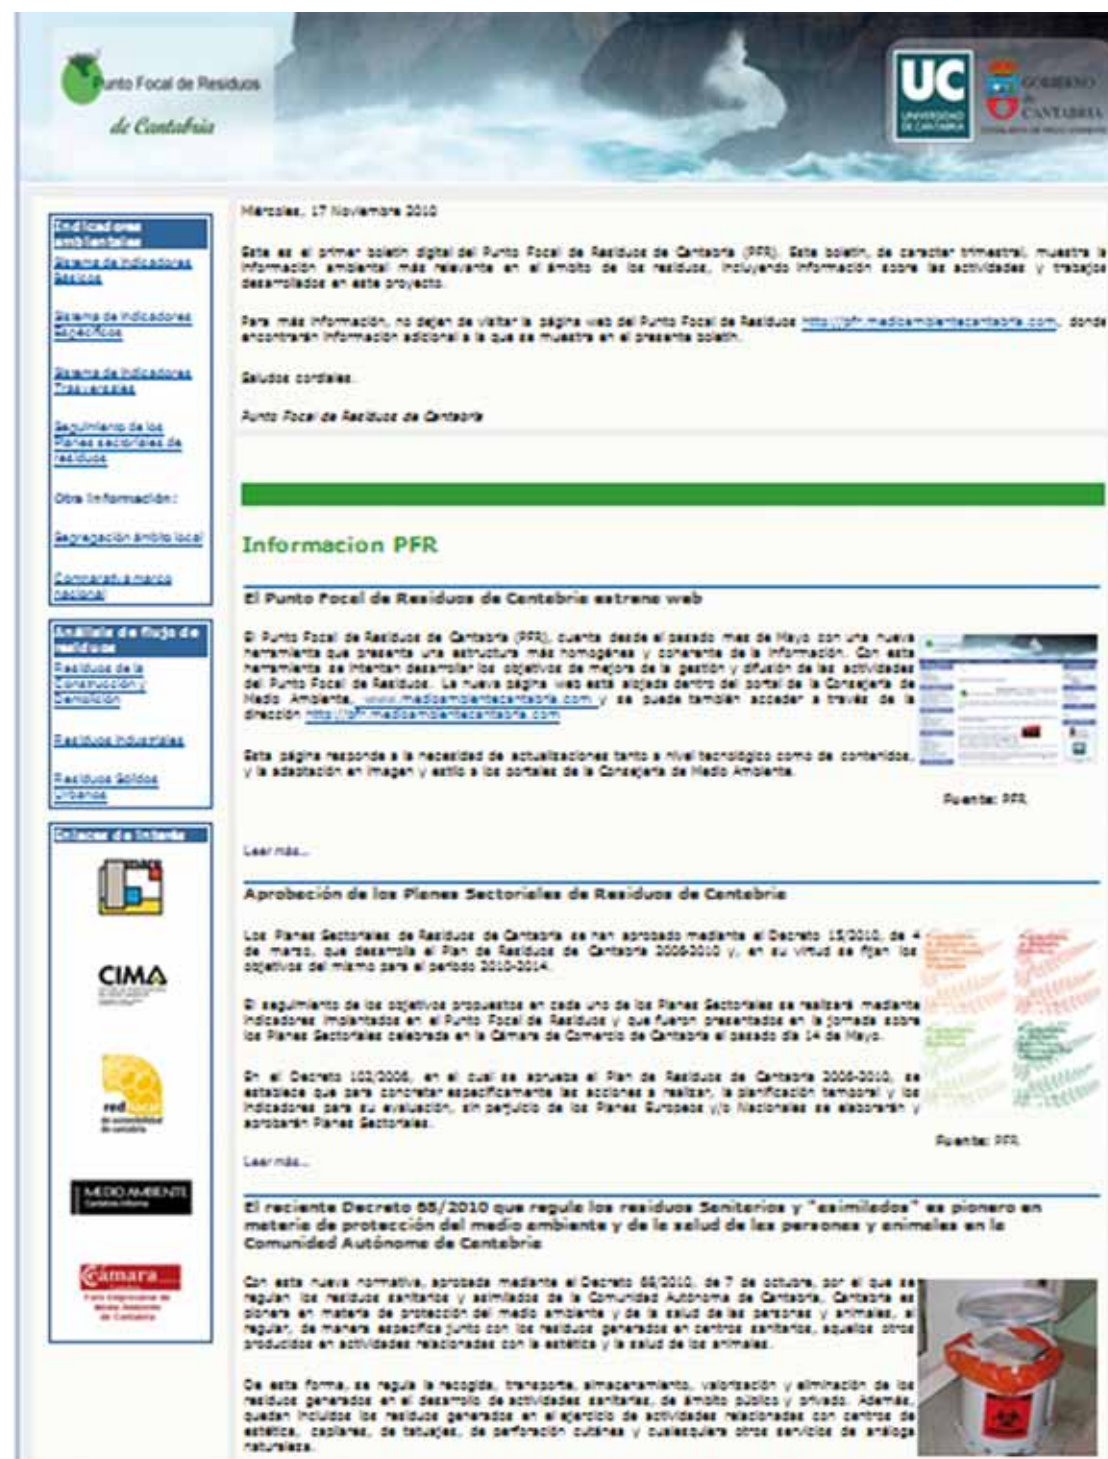 Punto Focal de Residuos
de Cantabria
UC
UNIVERSIDAD
DE CANTABRIA
GOBIERNO
de
CANTABRIA
Indicadores
ambientales
Sistema de Indicadores
Básicos
Sistema de Indicadores
Específicos
Sistema de Indicadores
Trasversales
Seguimiento de los
Planes sectoriales de
residuos
Otra información:
Segregación ámbito local
Comparativa marco
nacional
Análisis de flujo de
residuos
Residuos de la
Construcción y
Demolición
Residuos Industriales
Residuos Sólidos
Urbanos
Enlaces de Interés
CIMA
red local
de sostenibilidad
de cantabria
MEDIO AMBIENTE
Cámara
Foro Empresarial de
Medio Ambiente
de Cantabria
Miércoles, 17 Noviembre 2010
Este es el primer boletín digital del Punto Focal de Residuos de Cantabria (PFR). Este boletín, de caracter trimestral, muestra la
información ambiental más relevante en el ámbito de los residuos, incluyendo información sobre las actividades y trabajos
desarrollados en este proyecto.
Para más información, no dejen de visitar la página web del Punto Focal de Residuos http://pfr.medioambientecantabria.com, donde
encontrarán información adicional a la que se muestra en el presente boletín.
Saludos cordiales.
Punto Focal de Residuos de Cantabria
Informacion PFR
El Punto Focal de Residuos de Cantabria estrena web
El Punto Focal de Residuos de Cantabria (PFR), cuenta desde el pasado mes de Mayo con una nueva
herramienta que presenta una estructura más homogénea y coherente de la información. Con esta
herramienta se intentan desarrollar los objetivos de mejora de la gestión y difusión de las actividades
del Punto Focal de Residuos. La nueva página web está alojada dentro del portal de la Consejería de
Medio Ambiente, www.medioambientecantabria.com y se puede también acceder a través de la
dirección http://pfr.medioambientecantabria.com
Esta página responde a la necesidad de actualizaciones tanto a nivel tecnológico como de contenidos,
y la adaptación en imagen y estilo a los portales de la Consejería de Medio Ambiente.
Fuente: PFR
Leer más...
Aprobación de los Planes Sectoriales de Residuos de Cantabria
Los Planes Sectoriales de Residuos de Cantabria se han aprobado mediante el Decreto 15/2010, de 4
de marzo, que desarrolla el Plan de Residuos de Cantabria 2006-2010 y, en su virtud se fijan los
objetivos del mismo para el periodo 2010-2014.
El seguimiento de los objetivos propuestos en cada uno de los Planes Sectoriales se realizará mediante
indicadores implantados en el Punto Focal de Residuos y que fueron presentados en la jornada sobre
los Planes Sectoriales celebrada en la Cámara de Comercio de Cantabria el pasado día 14 de Mayo.
En el Decreto 102/2006, en el cual se aprueba el Plan de Residuos de Cantabria 2006-2010, se
establece que para concretar específicamente las acciones a realizar, la planificación temporal y los
indicadores para su evaluación, sin perjuicio de los Planes Europeos y/o Nacionales se elaborarán y
aprobarán Planes Sectoriales.
Fuente: PFR
Leer más...
El reciente Decreto 68/2010 que regula los residuos Sanitarios y "asimilados" es pionero en
materia de protección del medio ambiente y de la salud de las personas y animales en la
Comunidad Autónoma de Cantabria
Con esta nueva normativa, aprobada mediante el Decreto 68/2010, de 7 de octubre, por el que se
regulan los residuos sanitarios y asimilados de la Comunidad Autónoma de Cantabria, Cantabria es
pionera en materia de protección del medio ambiente y de la salud de las personas y animales, al
regular, de manera específica junto con los residuos generados en centros sanitarios, aquellos otros
producidos en actividades relacionadas con la estética y la salud de los animales.
De esta forma, se regula la recogida, transporte, almacenamiento, valorización y eliminación de los
residuos generados en el desarrollo de actividades sanitarias, de ámbito público y privado. Además,
quedan incluidos los residuos generados en el ejercicio de actividades relacionadas con centros de
estética, capilares, de tatuajes, de perforación cutánea y cualesquiera otros servicios de análoga
naturaleza.